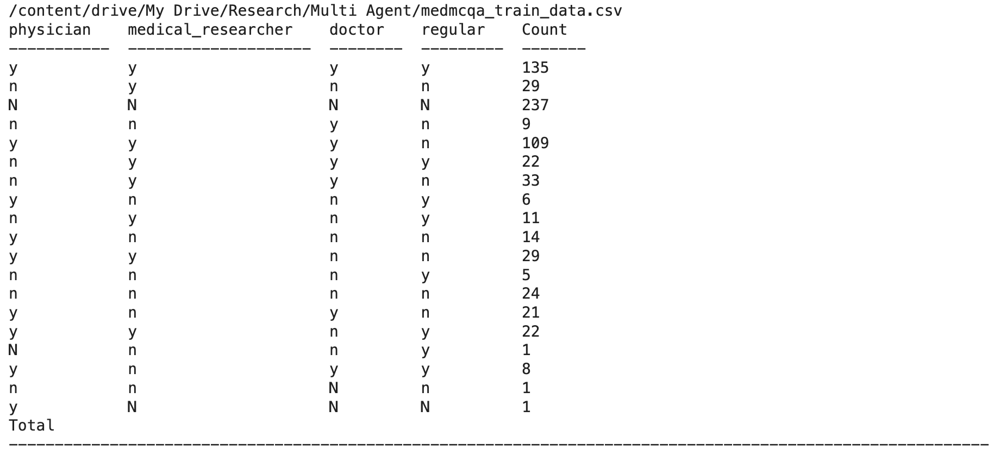 /content/drive/My Drive/Research/Multi Agent/medmcqa_train_data.csv
physician    medical_researcher    doctor    regular    Count
-----------  --------------------  --------  ---------  -------
y            y                     y         y          135
n            y                     n         n          29
N            N                     N         N          237
n            n                     y         n          9
y            y                     y         n          109
n            y                     y         y          22
n            y                     y         n          33
y            n                     n         y          6
n            y                     n         y          11
y            n                     n         n          14
y            y                     n         n          29
n            n                     n         y          5
n            n                     n         n          24
y            n                     y         n          21
y            y                     n         y          22
N            n                     n         y          1
y            n                     y         y          8
n            n                     N         n          1
y            N                     N         N          1
Total
-----------------------------------------------------------------------------------------------------------